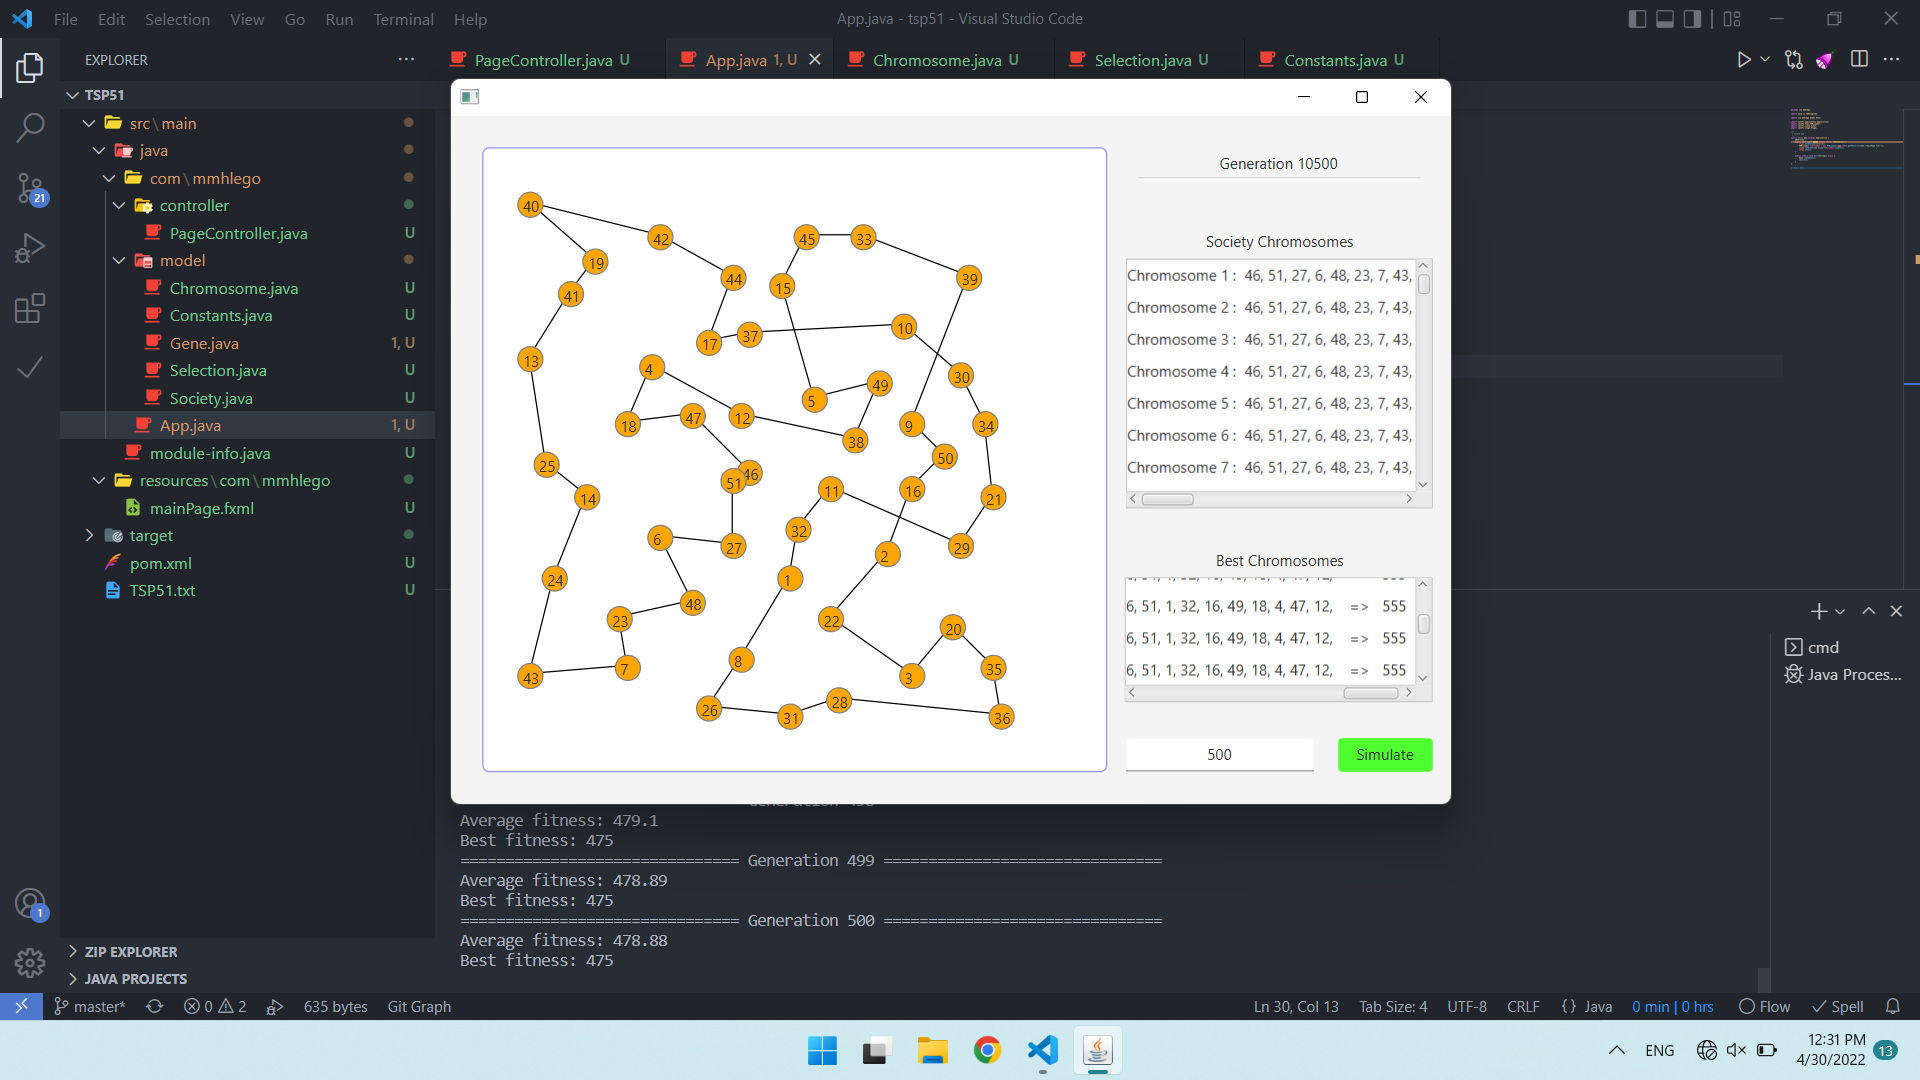 File Edit Selection View Go Run Terminal Help
App.java - tsp51 - Visual Studio Code
EXPLORER
TSP51
src\main
java
com\mmhlego
controller
PageController.java U
model
Chromosome.java U
Constants.java U
Gene.java 1, U
Selection.java U
Society.java U
App.java 1, U
module-info.java U
resources\com\mmhlego
mainPage.fxml U
target
pom.xml U
TSP51.txt U
ZIP EXPLORER
JAVA PROJECTS
21
1
PageController.java U
App.java 1, U
Chromosome.java U
Selection.java U
Constants.java U
40
42
45
33
19
44
39
41
15
10
37
17
13
4
30
49
5
47
12
18
9
34
38
25
50
46
51
11
16
14
21
32
6
27
29
2
24
1
48
23
22
20
8
7
35
43
3
28
26
31
36
Generation 10500
Society Chromosomes
Chromosome 1 : 46, 51, 27, 6, 48, 23, 7, 43,
Chromosome 2 : 46, 51, 27, 6, 48, 23, 7, 43,
Chromosome 3 : 46, 51, 27, 6, 48, 23, 7, 43,
Chromosome 4 : 46, 51, 27, 6, 48, 23, 7, 43,
Chromosome 5 : 46, 51, 27, 6, 48, 23, 7, 43,
Chromosome 6 : 46, 51, 27, 6, 48, 23, 7, 43,
Chromosome 7 : 46, 51, 27, 6, 48, 23, 7, 43,
Best Chromosomes
6, 51, 1, 32, 16, 49, 18, 4, 47, 12, => 555
6, 51, 1, 32, 16, 49, 18, 4, 47, 12, => 555
6, 51, 1, 32, 16, 49, 18, 4, 47, 12, => 555
500
Simulate
cmd
Java Proces...
Average fitness: 479.1
Best fitness: 475
=============================== Generation 499 ===============================
Average fitness: 478.89
Best fitness: 475
=============================== Generation 500 ===============================
Average fitness: 478.88
Best fitness: 475
master* 0 2 635 bytes Git Graph
Ln 30, Col 13 Tab Size: 4 UTF-8 CRLF {} Java 0 min | 0 hrs Flow Spell
ENG
12:31 PM
4/30/2022
13